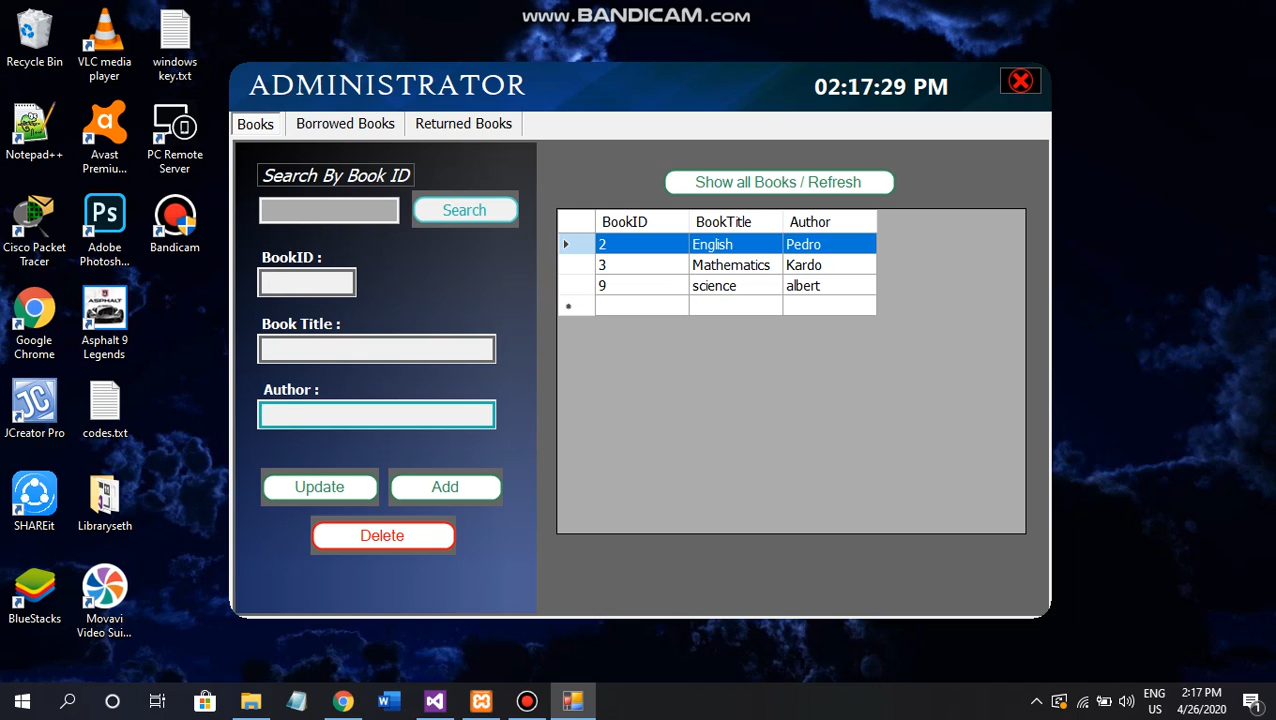 www.BANDICAM.com
Recycle Bin
VLC media
player
windows
key.txt
Notepad++
Avast
Premiu...
PC Remote
Server
Cisco Packet
Tracer
Adobe
Photosh...
Bandicam
Google
Chrome
Asphalt 9
Legends
JCreator Pro
codes.txt
SHAREit
Libraryseth
BlueStacks
Movavi
Video Sui...
ADMINISTRATOR
02:17:29 PM
Books
Borrowed Books
Returned Books
Search By Book ID
Search
BookID :
Book Title :
Author :
Update
Add
Delete
Show all Books / Refresh
BookID BookTitle Author
2 English Pedro
3 Mathematics Kardo
9 science albert
ENG
US
2:17 PM
4/26/2020
1